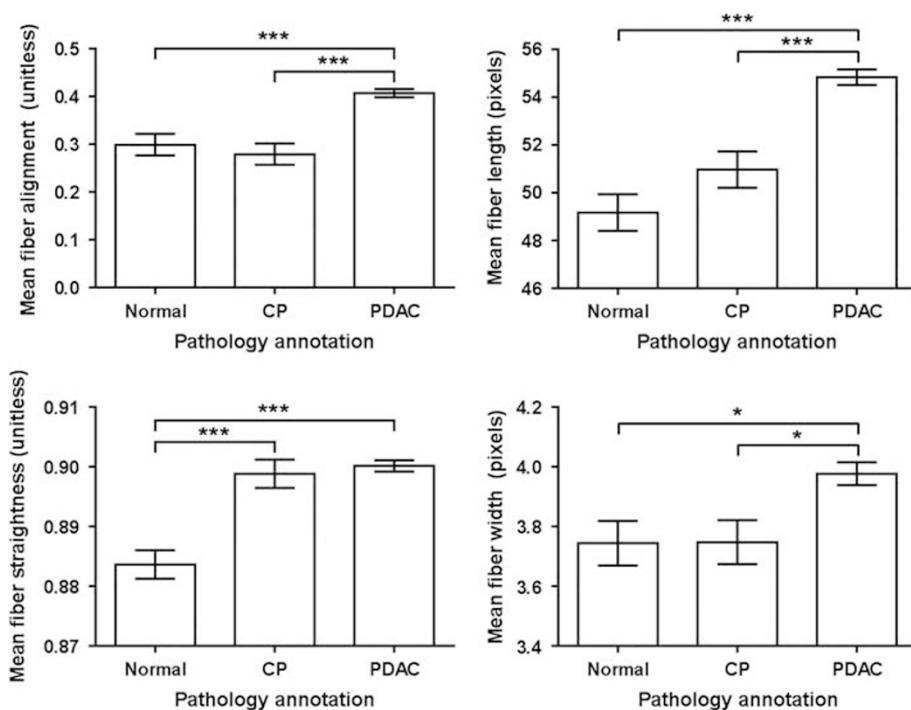 Mean fiber alignment (unitless)
0.5
0.4
0.3
0.2
0.1
0.0
***
***
Normal CP PDAC
Pathology annotation
Mean fiber length (pixels)
56
54
52
50
48
46
***
***
Normal CP PDAC
Pathology annotation
Mean fiber straightness (unitless)
0.91
0.90
0.89
0.88
0.87
***
***
Normal CP PDAC
Pathology annotation
Mean fiber width (pixels)
4.2
4.0
3.8
3.6
3.4
*
*
Normal CP PDAC
Pathology annotation